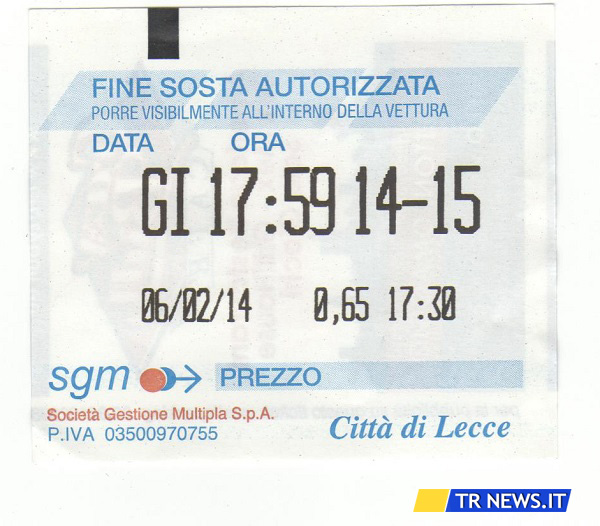 FINE SOSTA AUTORIZZATA
PORRE VISIBILMENTE ALL'INTERNO DELLA VETTURA
DATA ORA
GI 17:59 14-15
06/02/14 0,65 17:30
sgm PREZZO
Società Gestione Multipla S.p.A.
P.IVA 03500970755 Città di Lecce
TR NEWS.IT